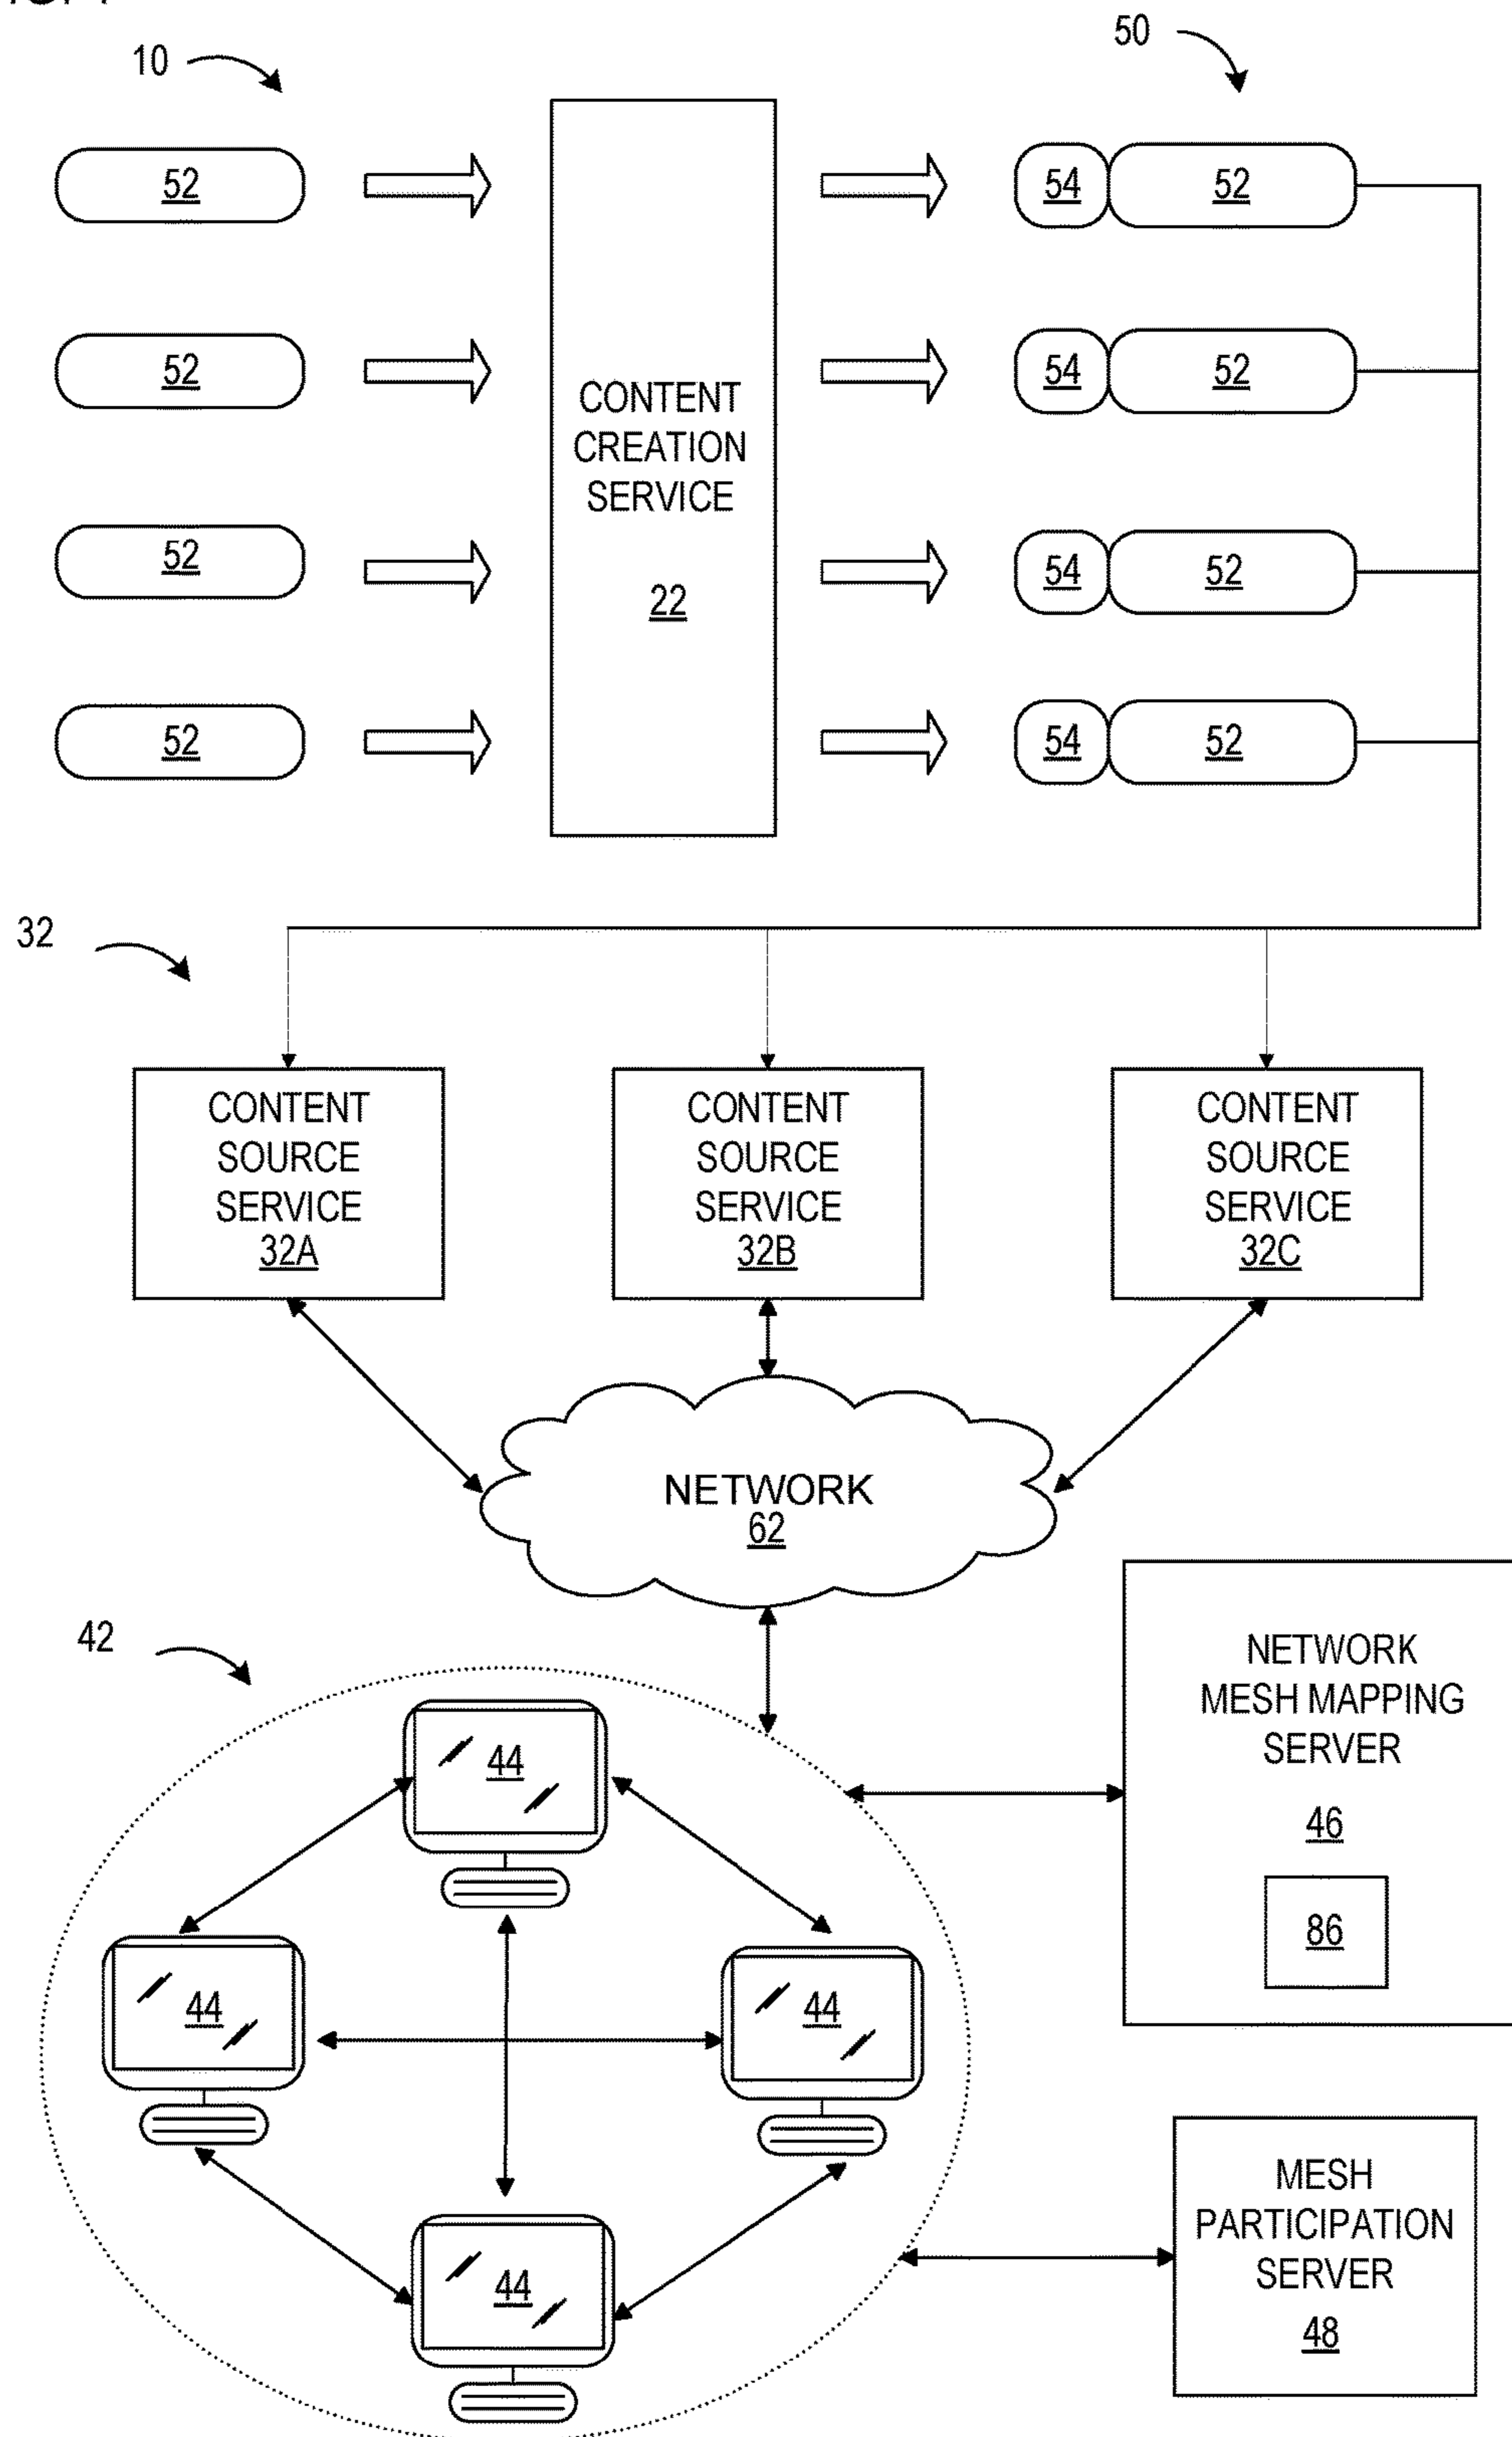 10
50
52
54 52
52
54 52
CONTENT
CREATION
SERVICE
22
52
54 52
52
54 52
32
CONTENT
SOURCE
SERVICE
32A
CONTENT
SOURCE
SERVICE
32B
CONTENT
SOURCE
SERVICE
32C
NETWORK
62
42
44
44
44
44
NETWORK
MESH MAPPING
SERVER
46
86
MESH
PARTICIPATION
SERVER
48